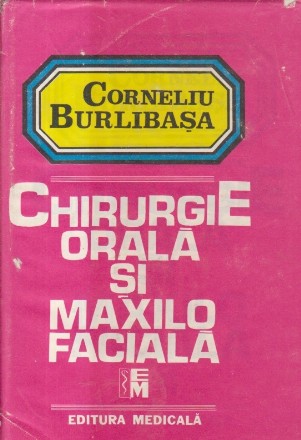 CORNELIU
BURLIBAŞA
CHIRURGIE
ORALĂ
ŞI
MAXILO
FACIALĂ
EM
EDITURA MEDICALĂ